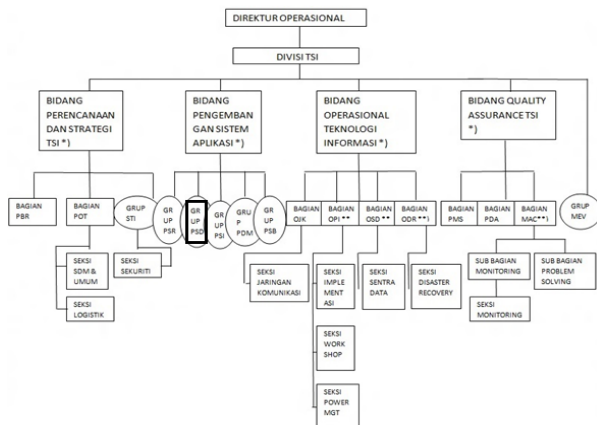 DIREKTUR OPERASIONAL
DIVISI TSI
BIDANG
PERENCANAAN
DAN STRATEGI
TSI *)
BIDANG
PENGEMBAN
GAN SISTEM
APLIKASI *)
BIDANG
OPERASIONAL
TEKNOLOGI
INFORMASI *)
BIDANG QUALITY
ASSURANCE TSI
*)
BAGIAN
PBR
BAGIAN
POT
GRUP
STI
GR
UP
PSR
GR
UP
PSD
GR
UP
PSI
GRU
P
PDM
GR
UP
PSB
BAGIAN
OJK
BAGIAN
OPI **
BAGIAN
OSD **
BAGIAN
ODR **)
BAGIAN
PMS
BAGIAN
PDA
BAGIAN
MAC**)
GRUP
MEV
SEKSI
SDM &
UMUM
SEKSI
LOGISTIK
SEKSI
SEKURITI
SEKSI
JARINGAN
KOMUNIKASI
SEKSI
IMPLE
MENT
ASI
SEKSI
WORK
SHOP
SEKSI
POWER
MGT
SEKSI
SENTRA
DATA
SEKSI
DISASTER
RECOVERY
SUB BAGIAN
MONITORING
SEKSI
MONITORING
SUB BAGIAN
PROBLEM
SOLVING